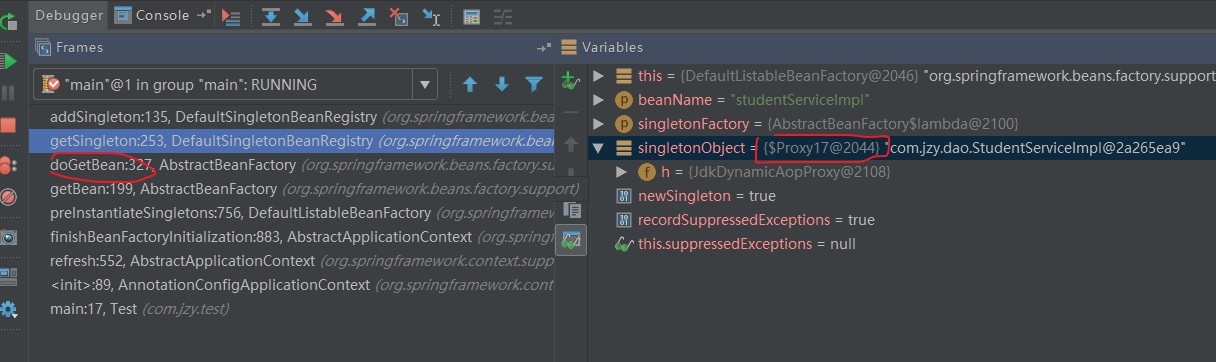 Debugger
Console
Frames
Variables
"main"@1 in group "main": RUNNING
addSingleton:135, DefaultSingletonBeanRegistry (org.springframework.bea
getSingleton:253, DefaultSingletonBeanRegistry (org.springframework.bea
doGetBean:327, AbstractBeanFactory (org.springframework.beans.factory.
getBean:199, AbstractBeanFactory (org.springframework.beans.factory.support)
preInstantiateSingletons:756, DefaultListableBeanFactory (org.springframew
finishBeanFactoryInitialization:883, AbstractApplicationContext (org.springf
refresh:552, AbstractApplicationContext (org.springframework.context.supp
<init>:89, AnnotationConfigApplicationContext (org.springframework.cont
main:17, Test (com.jzy.test)
this = {DefaultListableBeanFactory@2046} "org.springframework.beans.factory.support
beanName = "studentServiceImpl"
singletonFactory = {AbstractBeanFactory$lambda@2100}
singletonObject = {$Proxy17@2044} "com.jzy.dao.StudentServiceImpl@2a265ea9"
h = {JdkDynamicAopProxy@2108}
newSingleton = true
recordSuppressedExceptions = true
this.suppressedExceptions = null